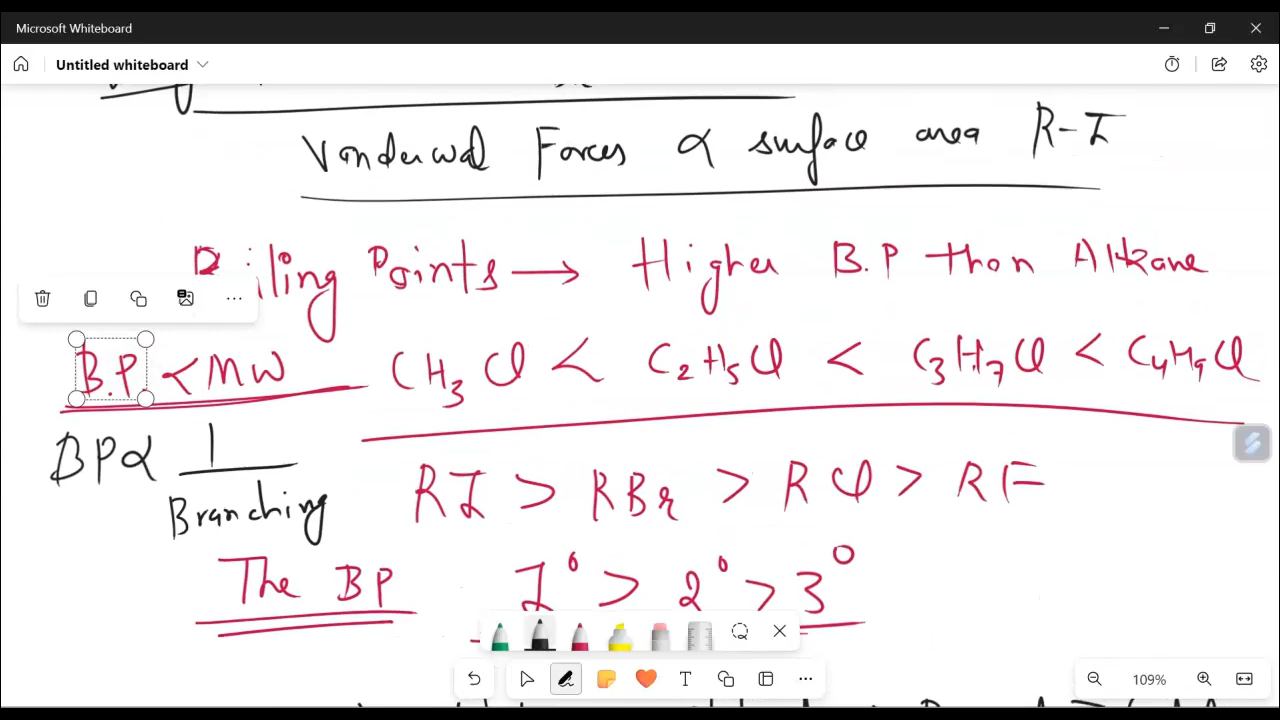 Microsoft Whiteboard
Untitled whiteboard
Vanderwal Forces ∝ surface area R-I
Boiling Points → Higher B.P than Alkane
B.P. ∝ MW CH3Cl < C2H5Cl < C3H7Cl < C4H9Cl
BP ∝ 1/Branching RI > RBr > RCl > RF
The BP 1° > 2° > 3°
109%